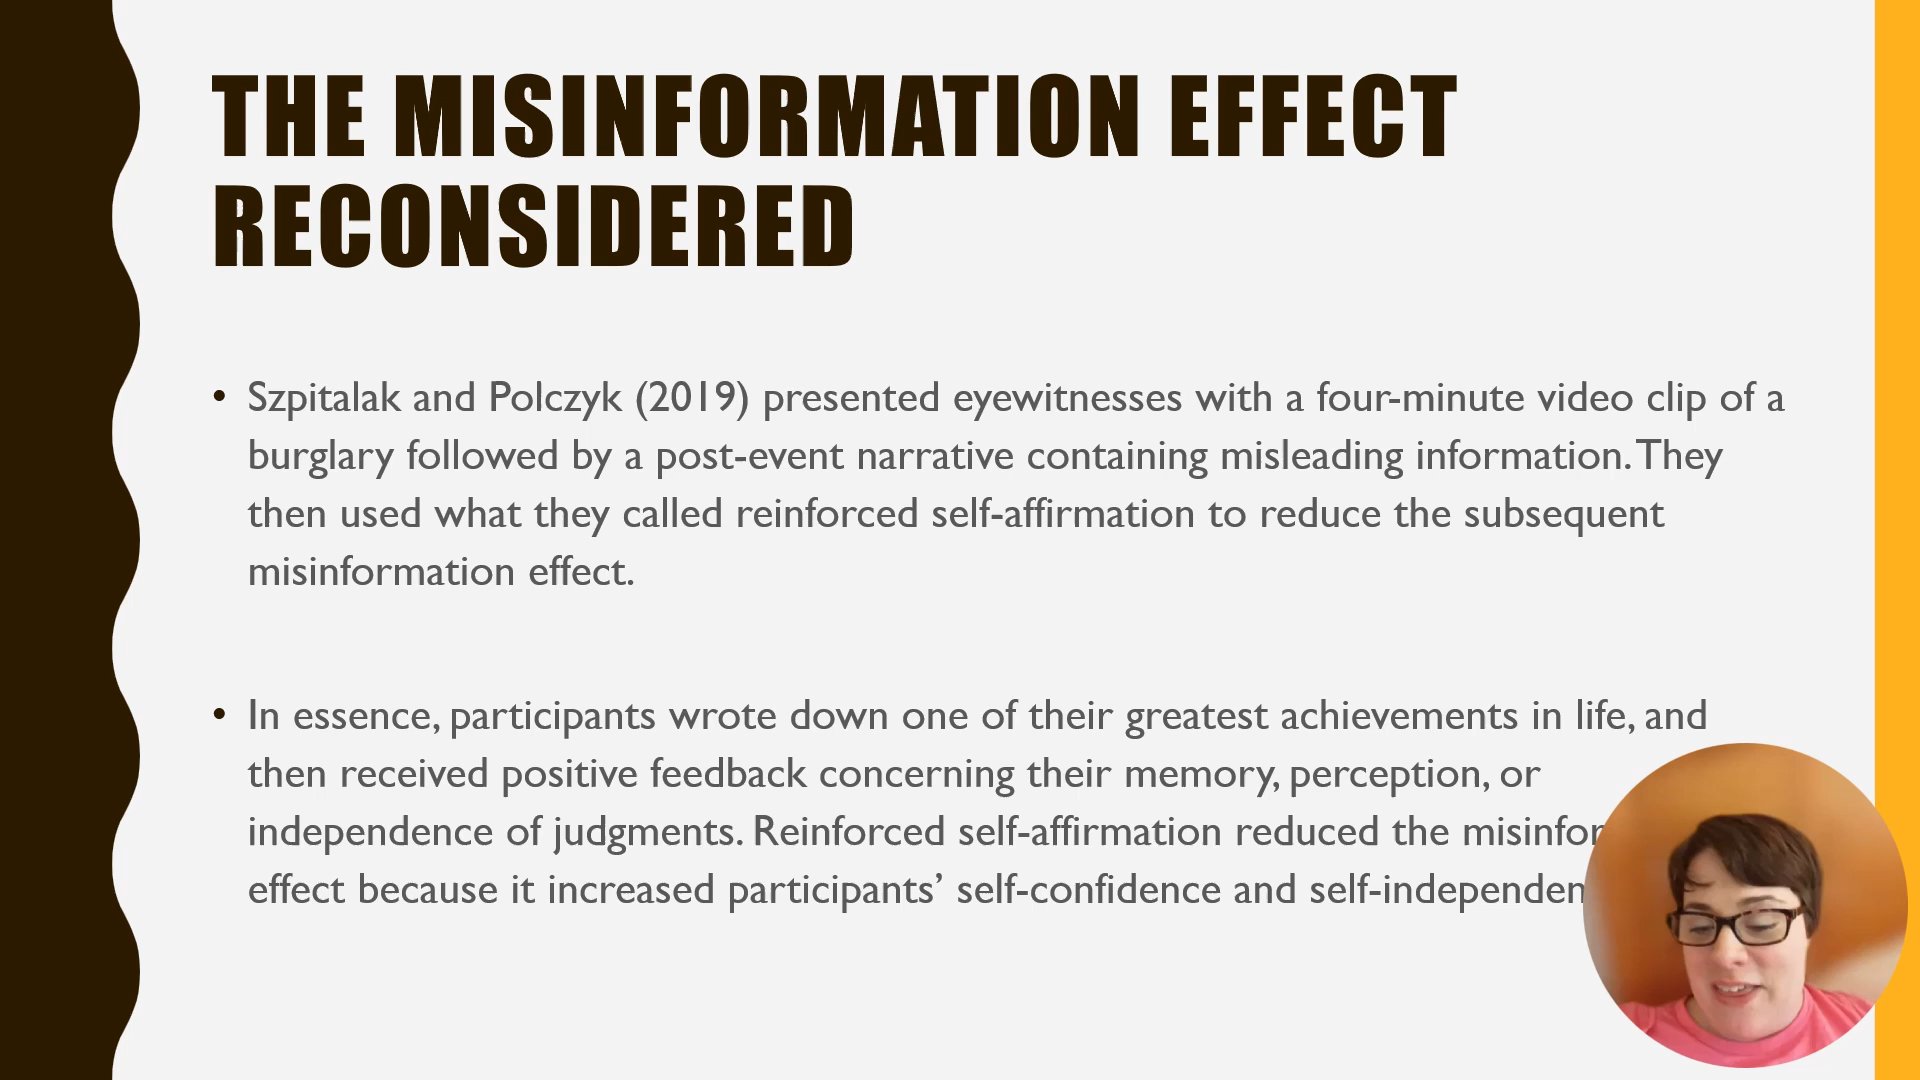 THE MISINFORMATION EFFECT
RECONSIDERED
• Szpitalak and Polczyk (2019) presented eyewitnesses with a four-minute video clip of a
burglary followed by a post-event narrative containing misleading information. They
then used what they called reinforced self-affirmation to reduce the subsequent
misinformation effect.
• In essence, participants wrote down one of their greatest achievements in life, and
then received positive feedback concerning their memory, perception, or
independence of judgments. Reinforced self-affirmation reduced the
effect because it increased participants’ self-confidence and